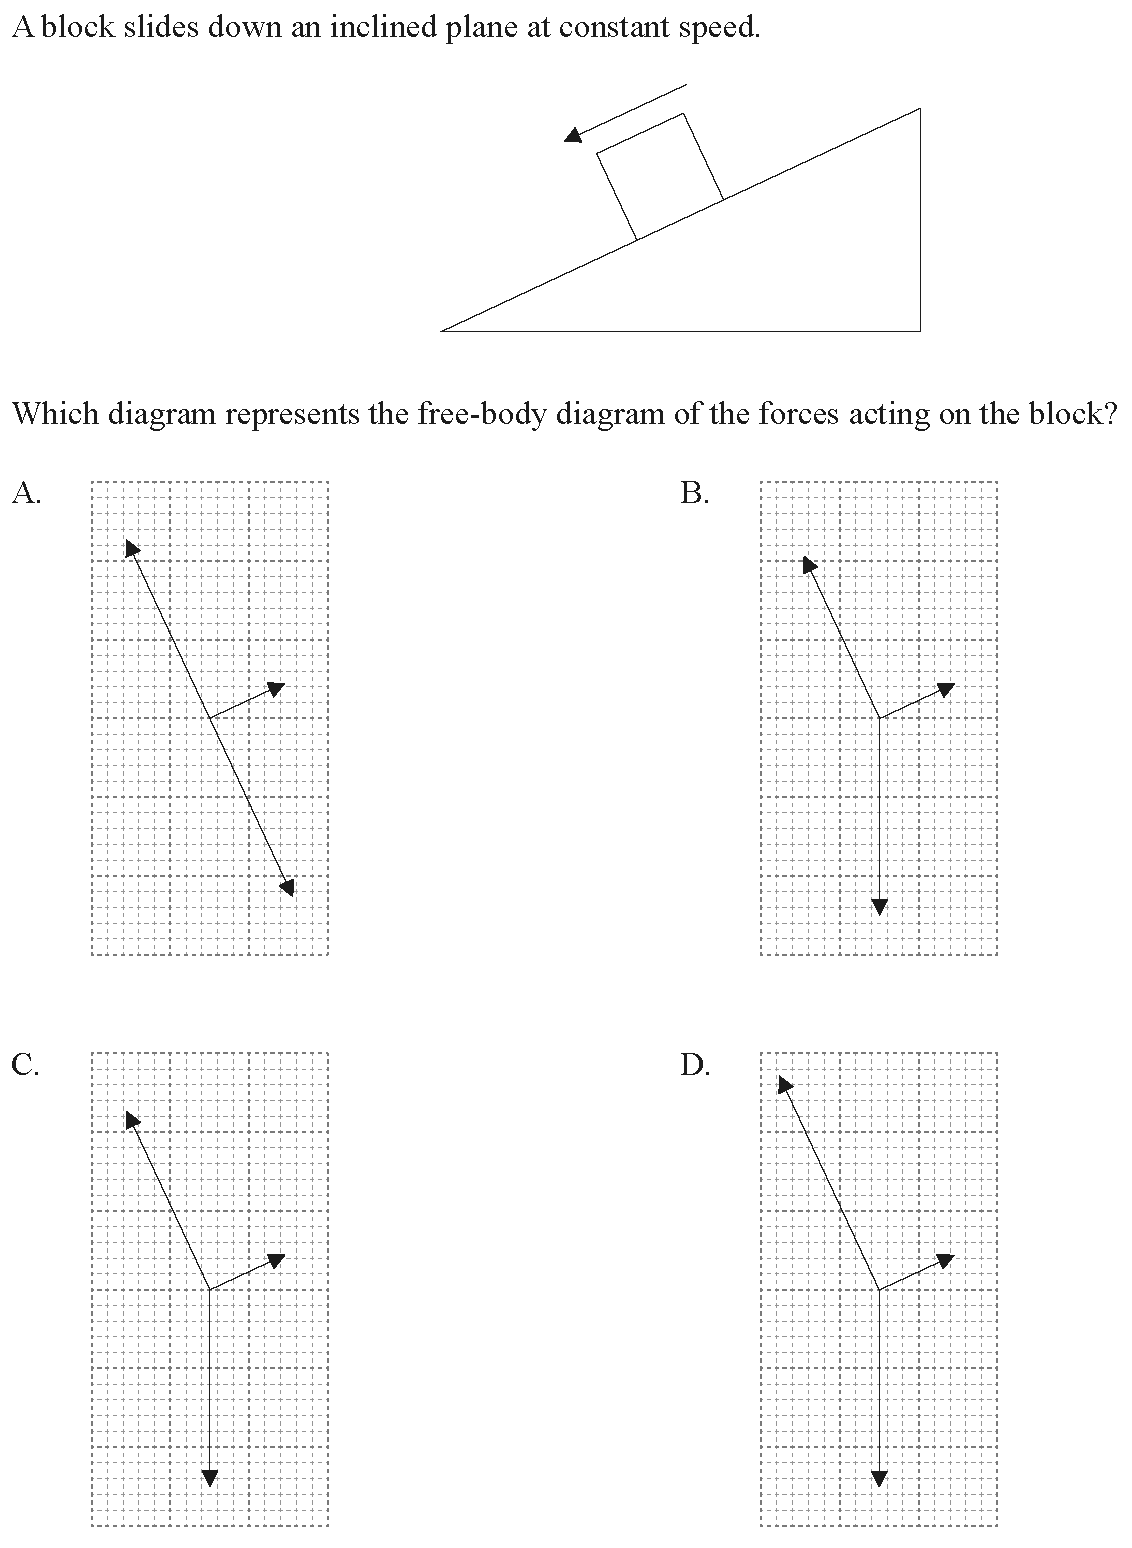 A block slides down an inclined plane at constant speed.
Which diagram represents the free-body diagram of the forces acting on the block?
A.
B.
C.
D.